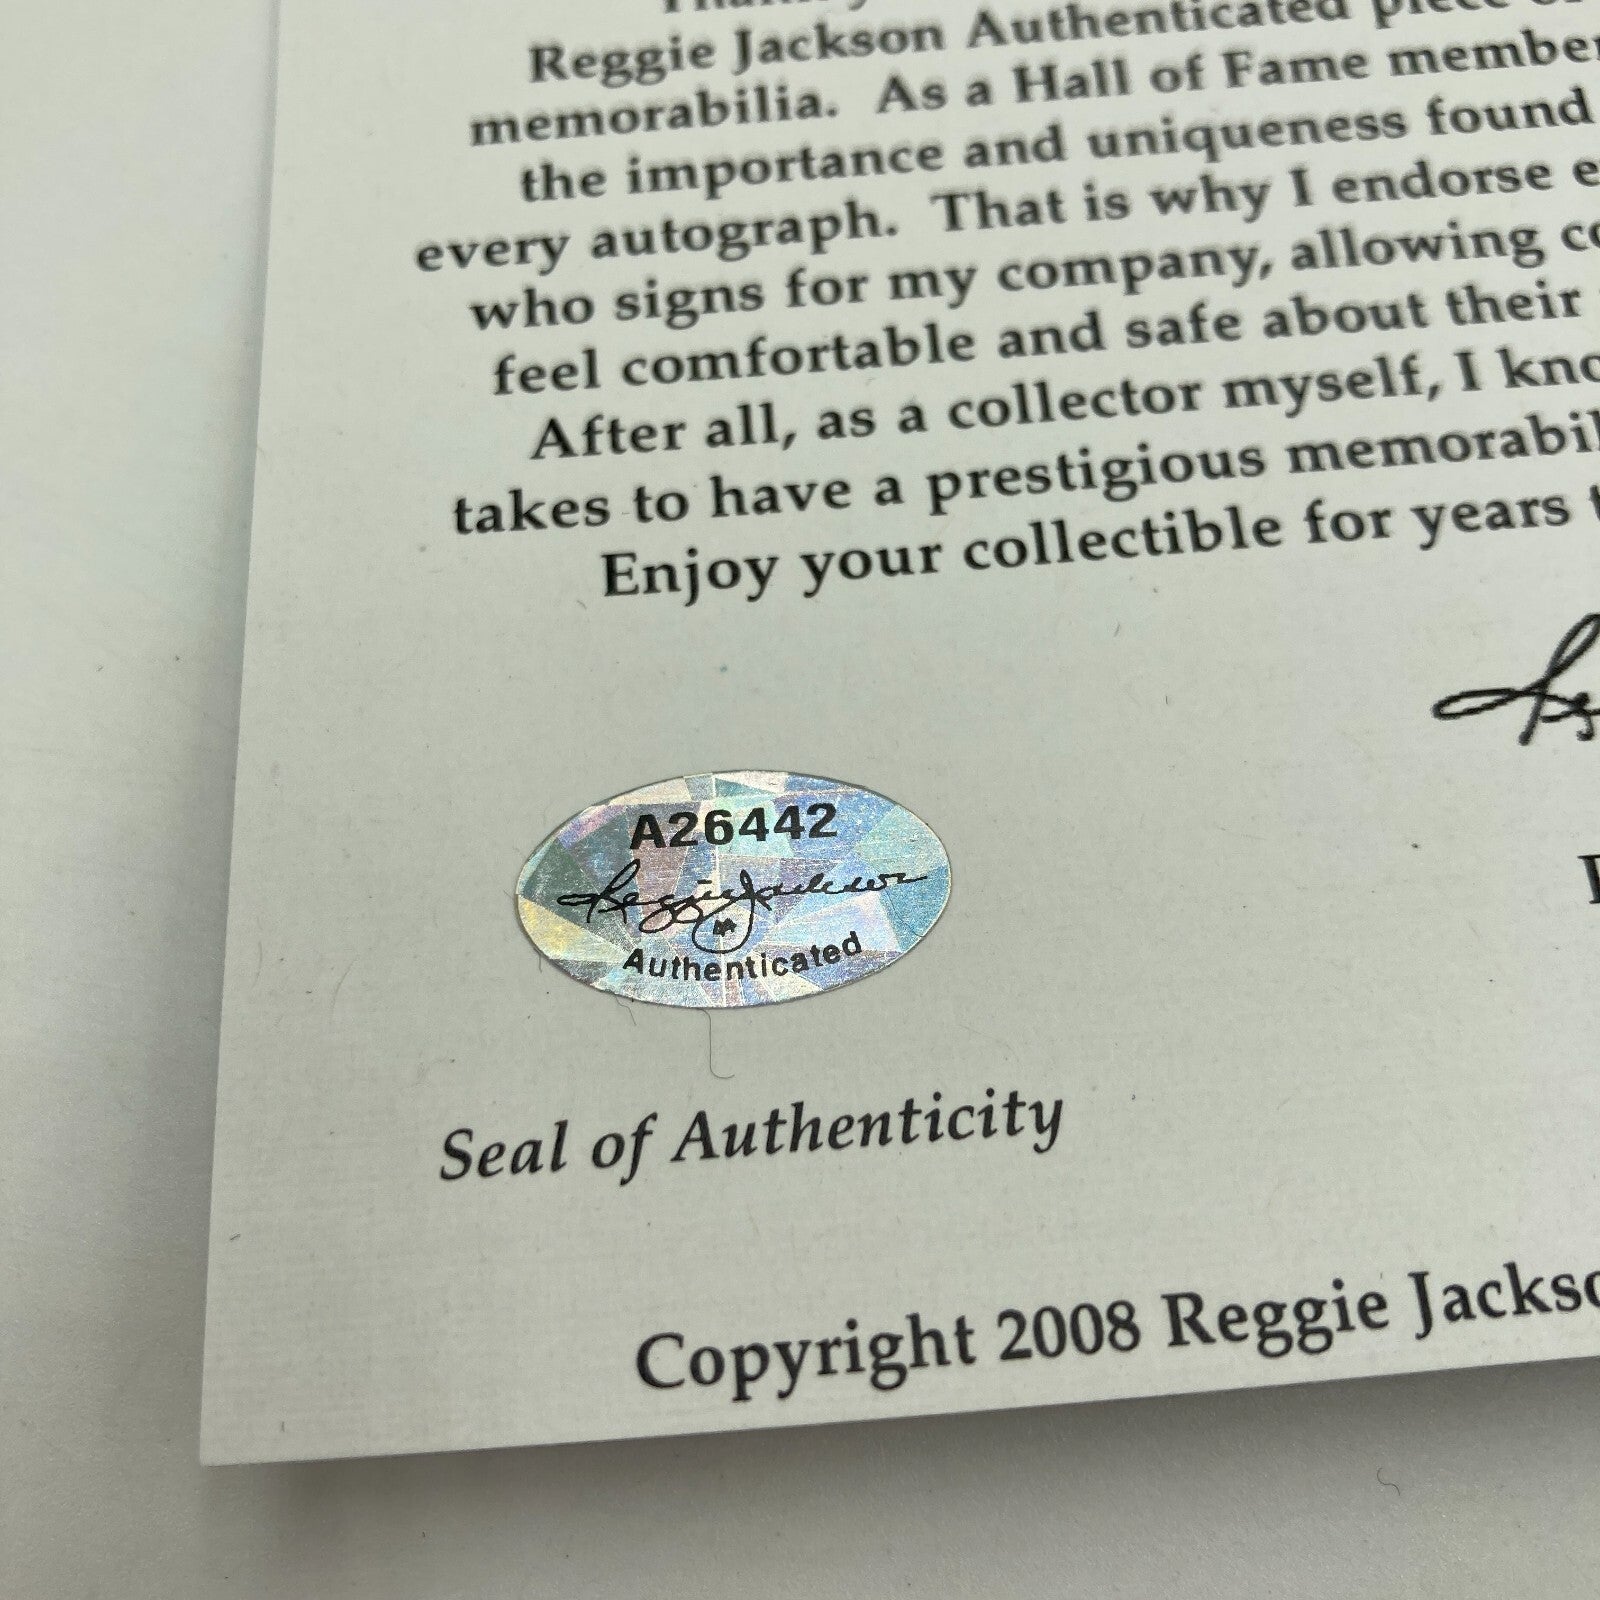 Reggie Jackson Authenticated piece
memorabilia. As a Hall of Fame member
the importance and uniqueness found
every autograph. That is why I endorse
who signs for my company, allowing
feel comfortable and safe about their
After all, as a collector myself, I
takes to have a prestigious
Enjoy your collectible for years
A26442
Reggie Jackson
Authenticated
Seal of Authenticity
Copyright 2008 Reggie